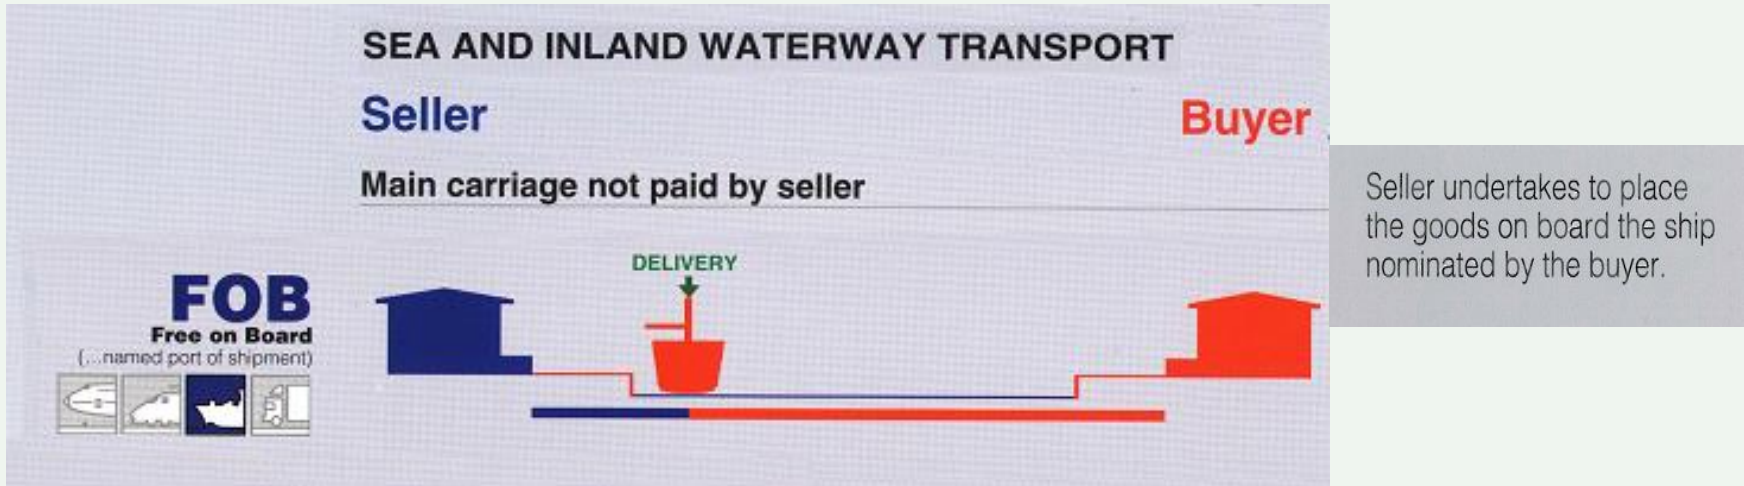 SEA AND INLAND WATERWAY TRANSPORT
Seller
Buyer
Main carriage not paid by seller
DELIVERY
FOB
Free on Board
(...named port of shipment)
Seller undertakes to place
the goods on board the ship
nominated by the buyer.